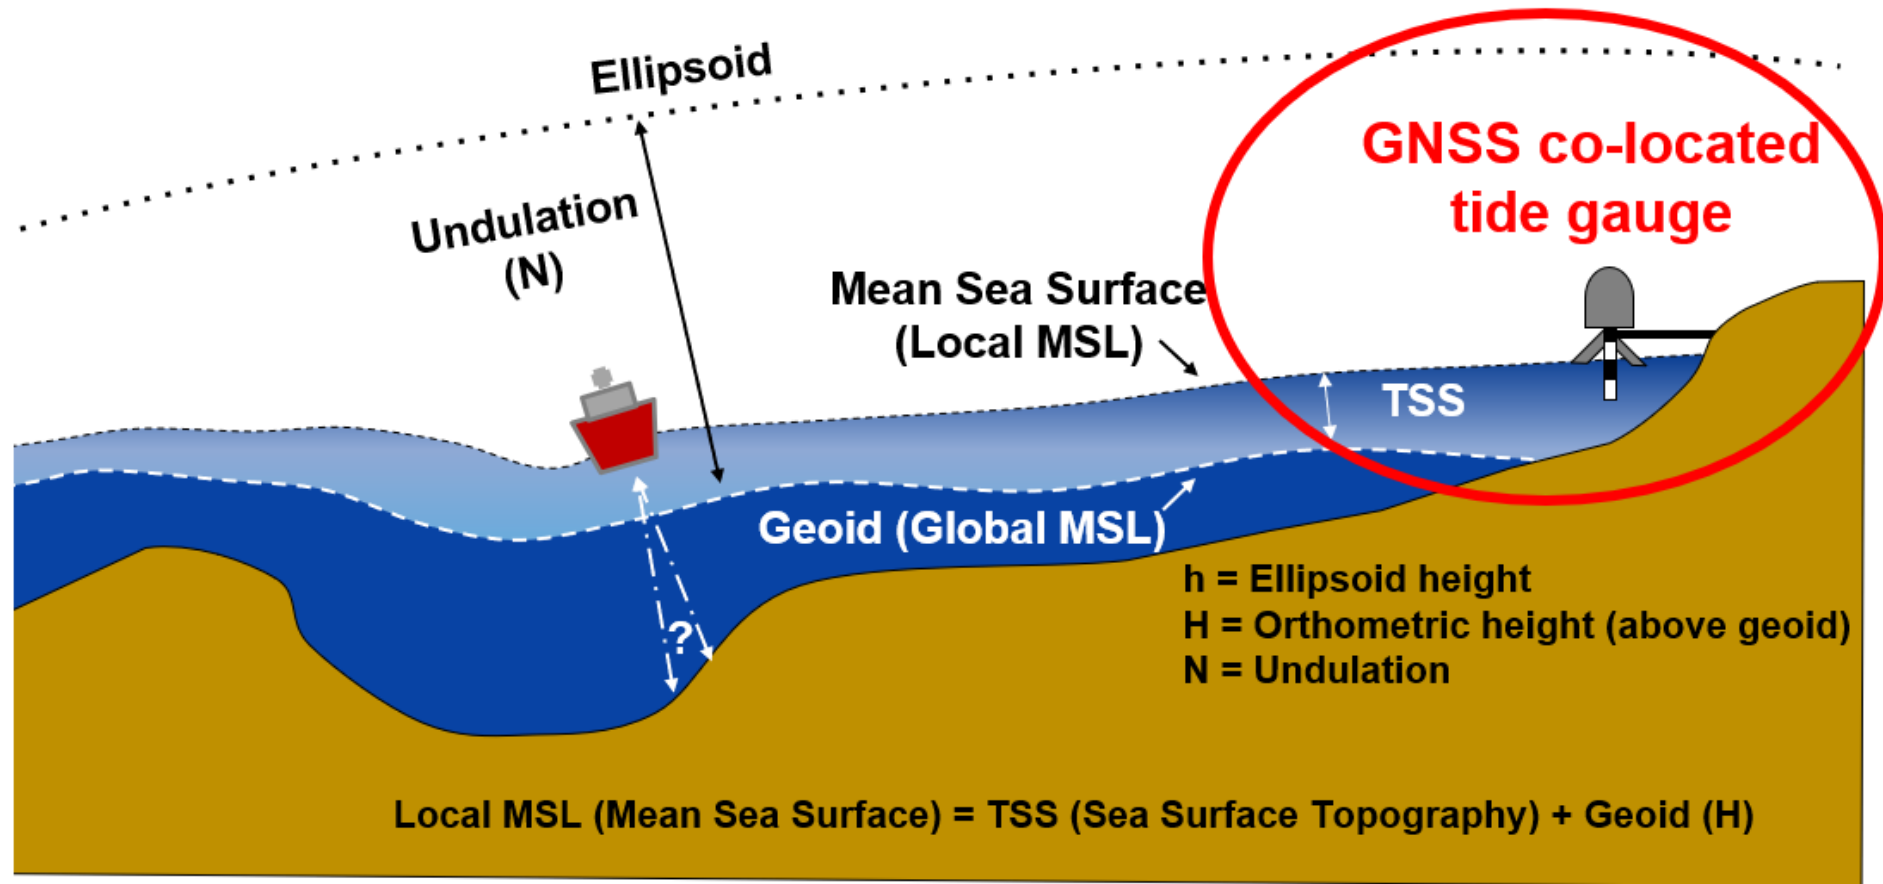 Ellipsoid
GNSS co-located
tide gauge
Undulation
(N)
Mean Sea Surface
(Local MSL)
TSS
Geoid (Global MSL)
h = Ellipsoid height
H = Orthometric height (above geoid)
N = Undulation
?
Local MSL (Mean Sea Surface) = TSS (Sea Surface Topography) + Geoid (H)